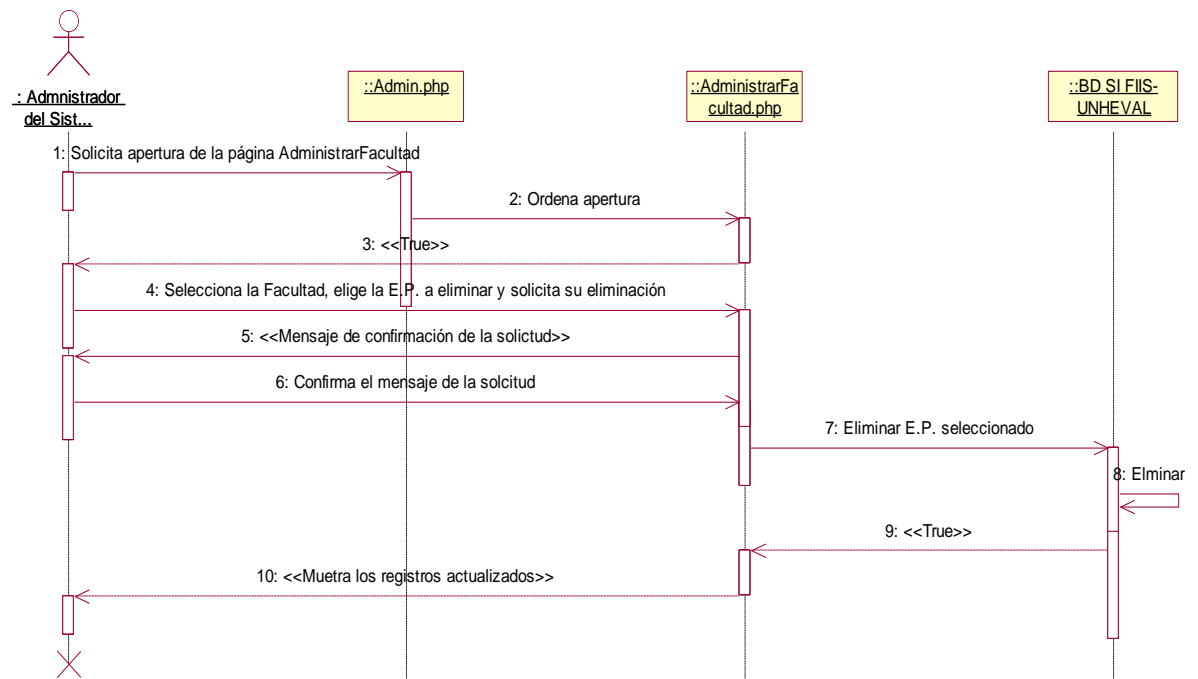 : Admnistrador
del Sist...
::Admin.php
::AdministrarFa
cultad.php
::BD SI FIIS-
UNHEVAL
1: Solicita apertura de la página AdministrarFacultad
2: Ordena apertura
3: <<True>>
4: Selecciona la Facultad, elige la E.P. a eliminar y solicita su eliminación
5: <<Mensaje de confirmación de la solictud>>
6: Confirma el mensaje de la solcitud
7: Eliminar E.P. seleccionado
8: Elminar
9: <<True>>
10: <<Muetra los registros actualizados>>